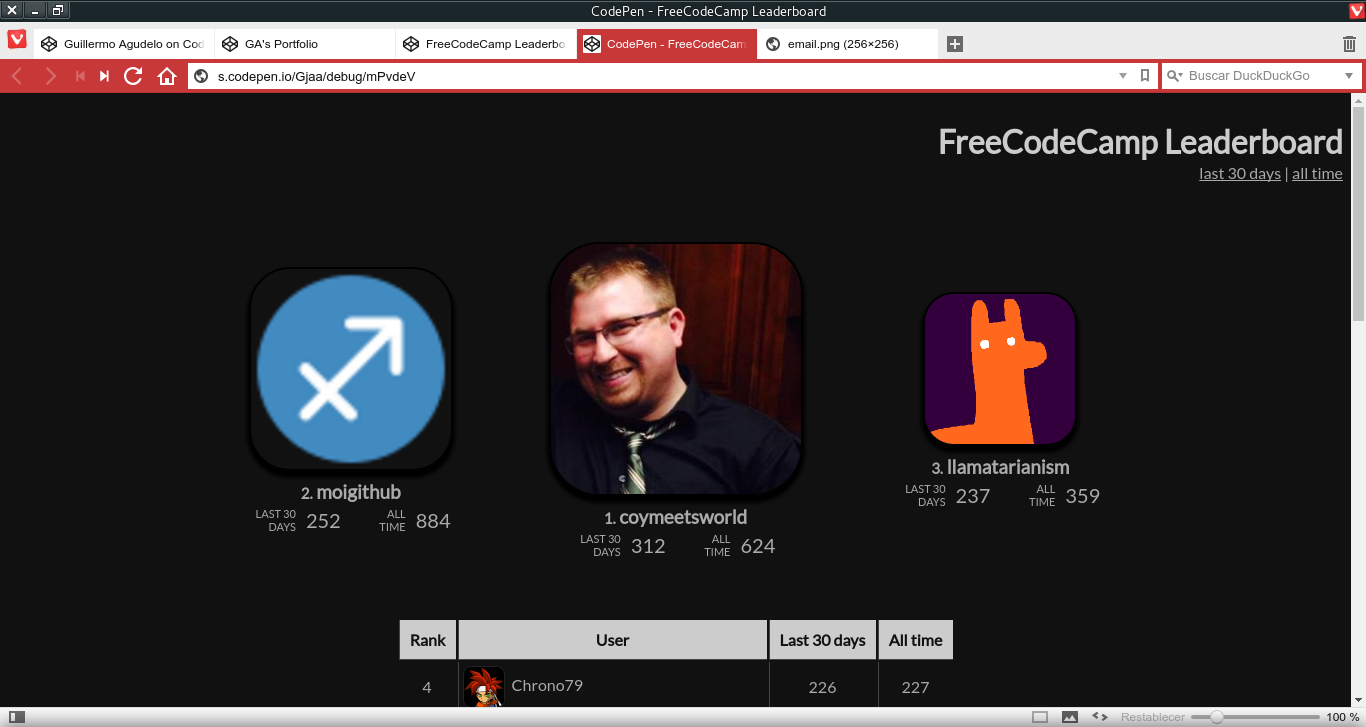 CodePen - FreeCodeCamp Leaderboard
Guillermo Agudelo on Cod
GA's Portfolio
FreeCodeCamp Leaderbo
CodePen - FreeCodeCam
email.png (256×256)
s.codepen.io/Gjaa/debug/mPvdeV
Buscar DuckDuckGo
FreeCodeCamp Leaderboard
last 30 days | all time
2. moigithub
LAST 30 DAYS 252 ALL TIME 884
1. coymeetsworld
LAST 30 DAYS 312 ALL TIME 624
3. llamatarianism
LAST 30 DAYS 237 ALL TIME 359
Rank User Last 30 days All time
4 Chrono79 226 227
Restablecer 100 %